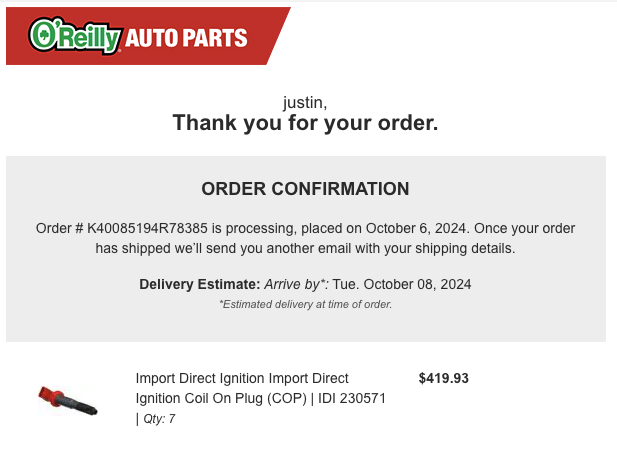 O'Reilly AUTO PARTS
justin,
Thank you for your order.
ORDER CONFIRMATION
Order # K40085194R78385 is processing, placed on October 6, 2024. Once your order
has shipped we’ll send you another email with your shipping details.
Delivery Estimate: Arrive by*: Tue. October 08, 2024
*Estimated delivery at time of order.
Import Direct Ignition Import Direct $419.93
Ignition Coil On Plug (COP) | IDI 230571
| Qty: 7